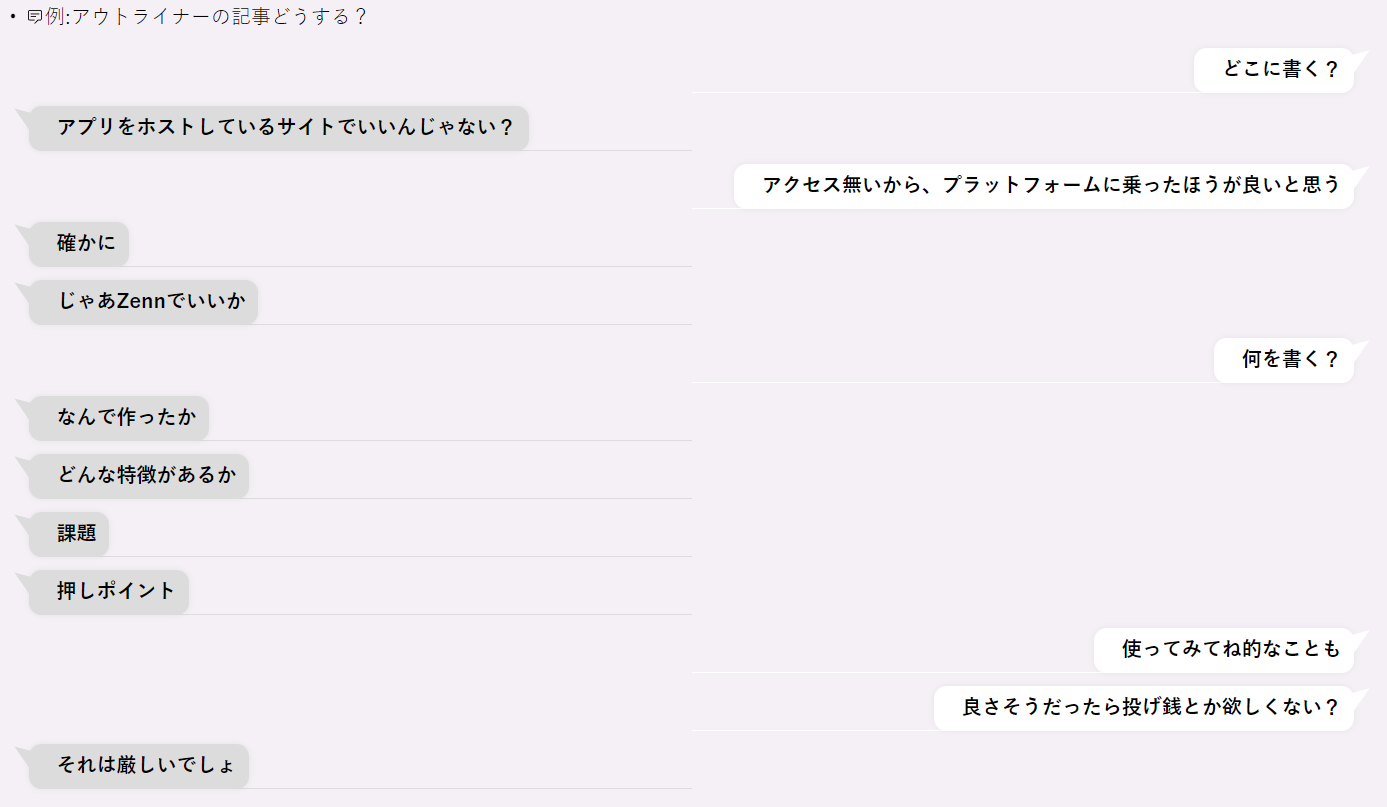 • 例:アウトライナーの記事どうする？
どこに書く？
アプリをホストしているサイトでいいんじゃない？
アクセス無いから、プラットフォームに乗ったほうが良いと思う
確かに
じゃあZennでいいか
何を書く？
なんで作ったか
どんな特徴があるか
課題
押しポイント
使ってみてね的なことも
良さそうだったら投げ銭とか欲しくない？
それは厳しいでしょ